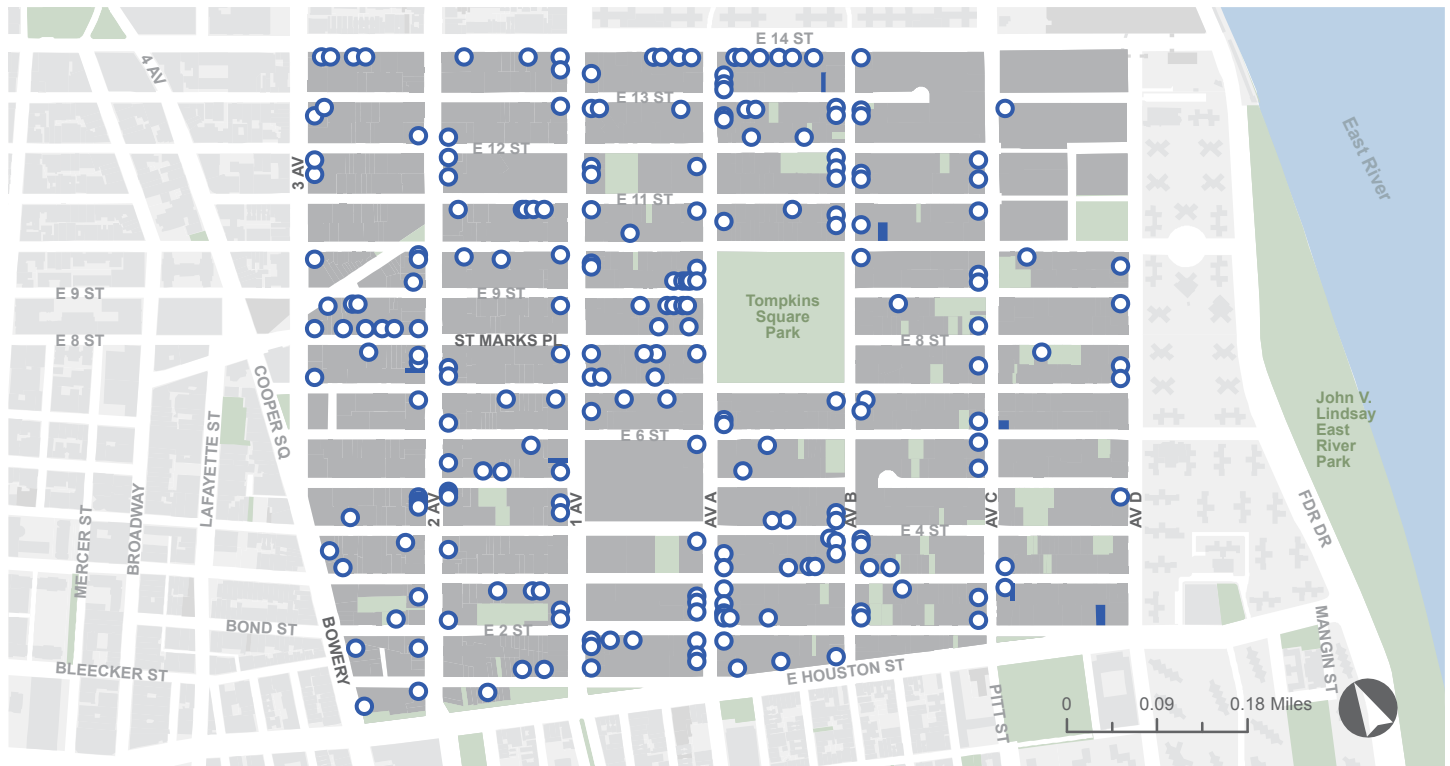 E 14 ST
4 AV
E 13 ST
E 12 ST
3 AV
East River
E 11 ST
E 9 ST
E 9 ST
Tompkins
Square
Park
E 8 ST
ST MARKS PL
E 8 ST
COOPER SQ
LAFAYETTE ST
John V.
Lindsay
East
River
Park
E 6 ST
BROADWAY
MERCER ST
2 AV
1 AV
AV A
AV B
AV C
AV D
FDR DR
E 4 ST
BOND ST
BOWERY
E 2 ST
MANGIN ST
BLEECKER ST
E HOUSTON ST
PITT ST
0
0.09
0.18 Miles